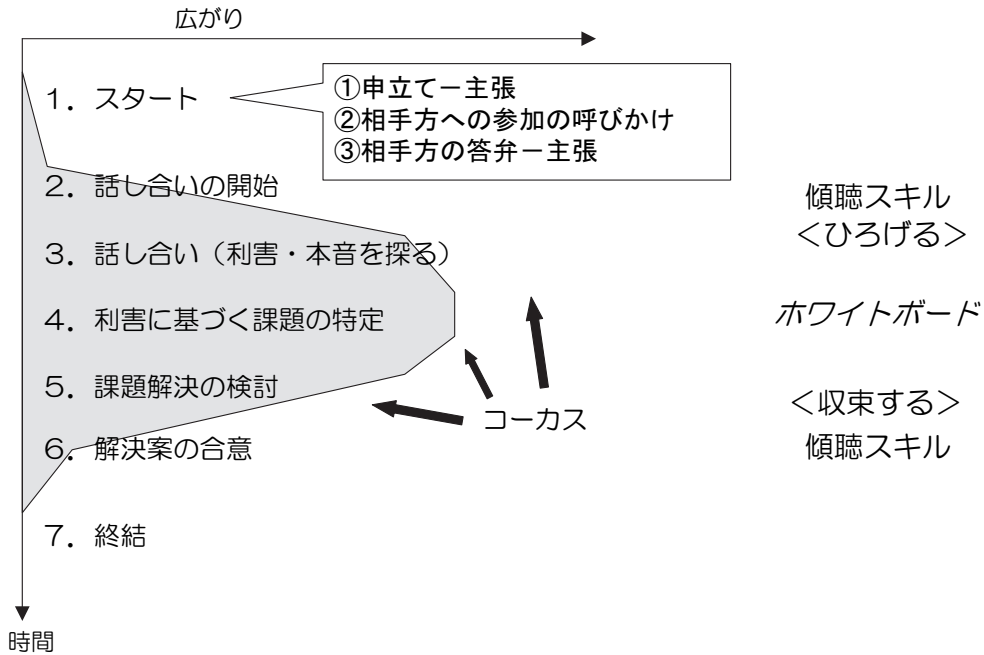 広がり
1．スタート
①申立て－主張
②相手方への参加の呼びかけ
③相手方の答弁－主張
2．話し合いの開始
3．話し合い（利害・本音を探る）
4．利害に基づく課題の特定
5．課題解決の検討
6．解決案の合意
7．終結
時間
コーカス
傾聴スキル
＜ひろげる＞
ホワイトボード
＜収束する＞
傾聴スキル